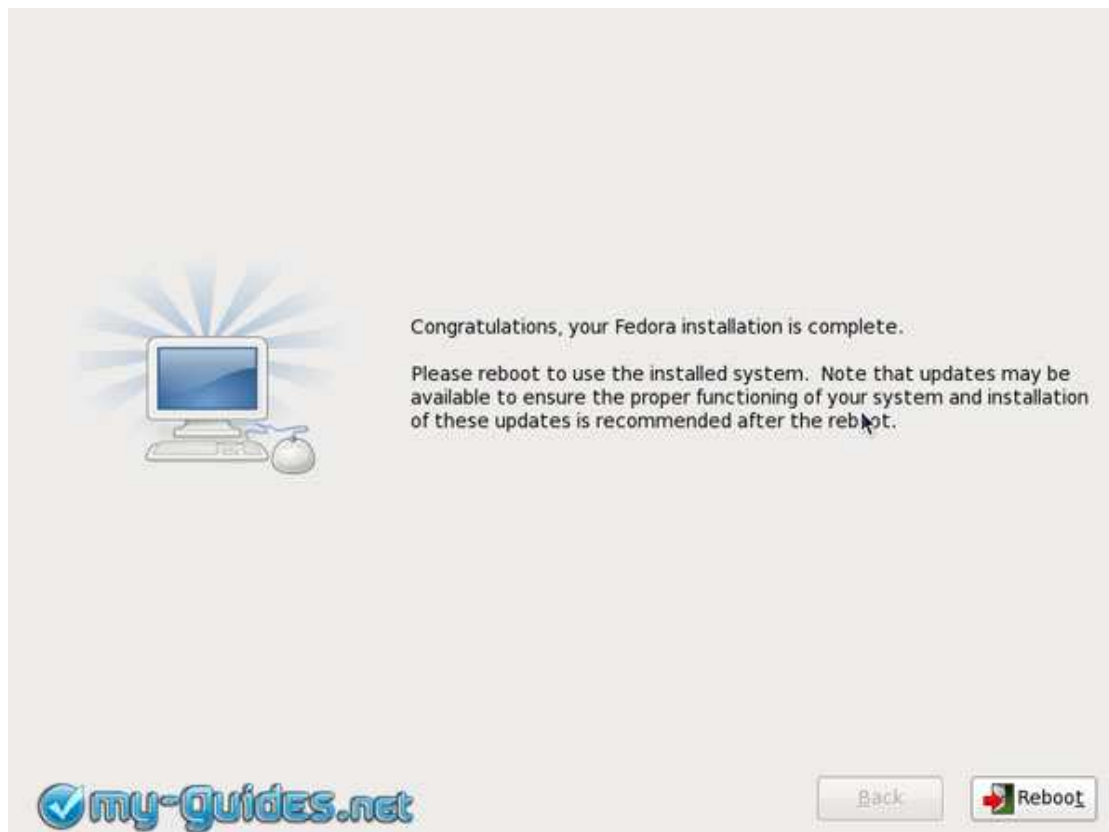 Congratulations, your Fedora installation is complete.
Please reboot to use the installed system. Note that updates may be
available to ensure the proper functioning of your system and installation
of these updates is recommended after the reboot.
my-guides.net
Back
Reboot